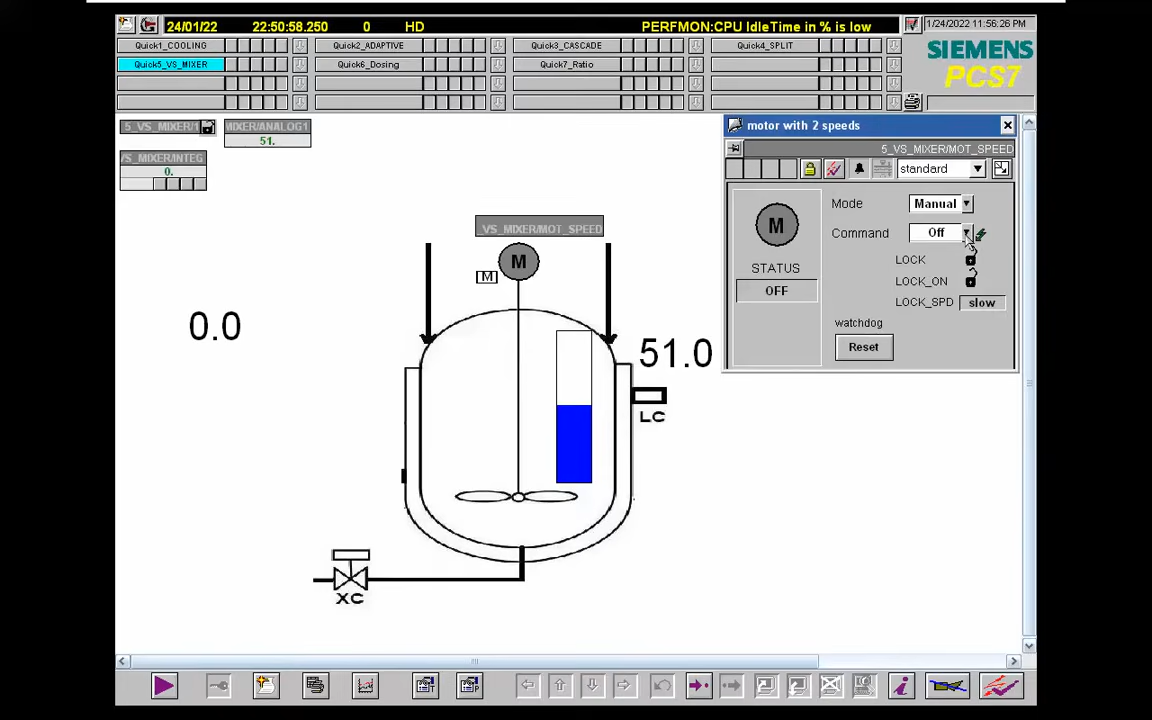 24/01/22 22:50:58.250 0 HD PERFMON:CPU IdleTime in % is low 1/24/2022 11:56:26 PM
Quick1_COOLING Quick2_ADAPTIVE Quick3_CASCADE Quick4_SPLIT
Quick5_VS_MIXER Quick6_Dosing Quick7_Ratio
SIEMENS
PCS7
5_VS_MIXER/1 MIXER/ANALOG1
51.
VS_MIXER/INTEG
0.
motor with 2 speeds
5_VS_MIXER/MOT_SPEED
standard
M
STATUS
OFF
Mode Manual
Command Off
LOCK
LOCK_ON
LOCK_SPD slow
watchdog
Reset
_VS_MIXER/MOT_SPEED
M
M
0.0
51.0
LC
XC